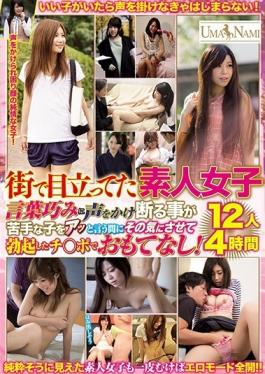 いい子がいたら声を掛けなきゃはじまらない!
UMANAMI
街で目立ってた素人女子
言葉巧みに声をかけ断る事が
苦手な子をアッと言う間にその気にさせて
勃起したチ◯ポで、おもてなし!
12人
4時間
純粋そうに見えた素人女子も一皮むけばエロモード全開!!